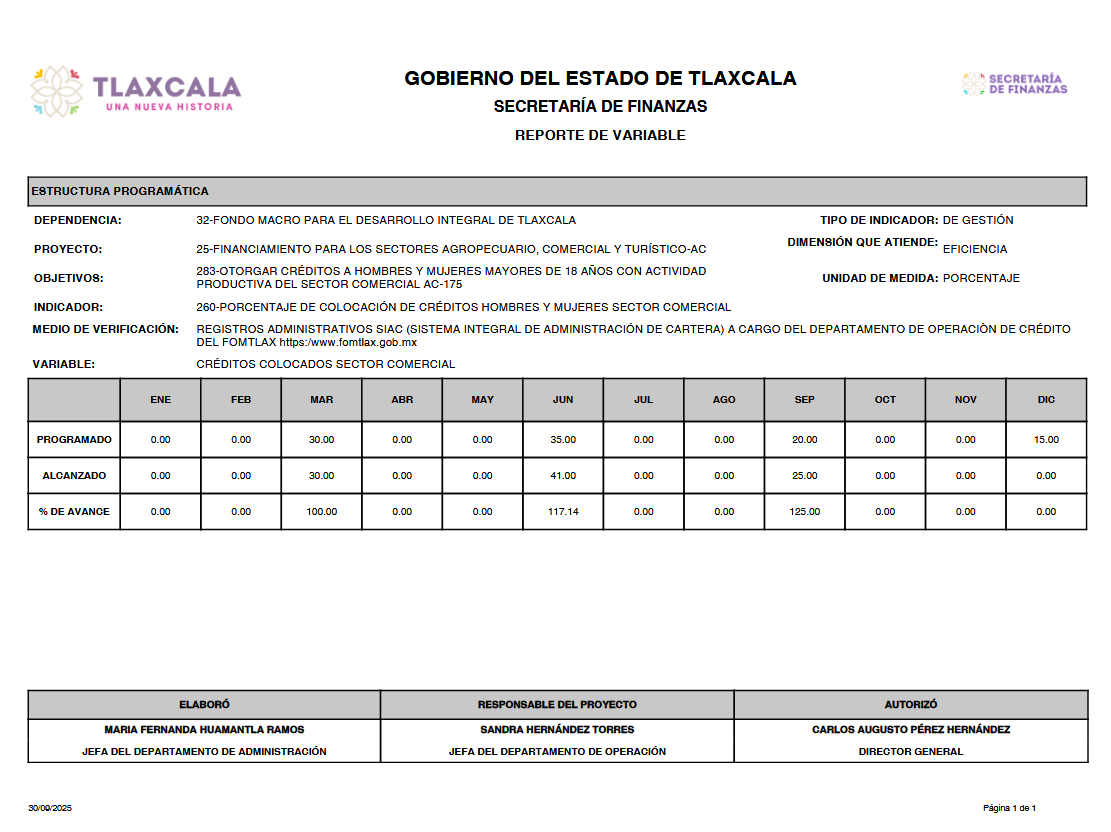 TLAXCALA
UNA NUEVA HISTORIA
GOBIERNO DEL ESTADO DE TLAXCALA
SECRETARÍA DE FINANZAS
REPORTE DE VARIABLE
SECRETARÍA
DE FINANZAS
ESTRUCTURA PROGRAMÁTICA
DEPENDENCIA: 32-FONDO MACRO PARA EL DESARROLLO INTEGRAL DE TLAXCALA TIPO DE INDICADOR: DE GESTIÓN
PROYECTO: 25-FINANCIAMIENTO PARA LOS SECTORES AGROPECUARIO, COMERCIAL Y TURÍSTICO-AC DIMENSIÓN QUE ATIENDE: EFICIENCIA
OBJETIVOS: 283-OTORGAR CRÉDITOS A HOMBRES Y MUJERES MAYORES DE 18 AÑOS CON ACTIVIDAD
PRODUCTIVA DEL SECTOR COMERCIAL AC-175 UNIDAD DE MEDIDA: PORCENTAJE
INDICADOR: 260-PORCENTAJE DE COLOCACIÓN DE CRÉDITOS HOMBRES Y MUJERES SECTOR COMERCIAL
MEDIO DE VERIFICACIÓN: REGISTROS ADMINISTRATIVOS SIAC (SISTEMA INTEGRAL DE ADMINISTRACIÓN DE CARTERA) A CARGO DEL DEPARTAMENTO DE OPERACIÒN DE CRÉDITO
DEL FOMTLAX https:/www.fomtlax.gob.mx
VARIABLE: CRÉDITOS COLOCADOS SECTOR COMERCIAL
ENE FEB MAR ABR MAY JUN JUL AGO SEP OCT NOV DIC
PROGRAMADO 0.00 0.00 30.00 0.00 0.00 35.00 0.00 0.00 20.00 0.00 0.00 15.00
ALCANZADO 0.00 0.00 30.00 0.00 0.00 41.00 0.00 0.00 25.00 0.00 0.00 0.00
% DE AVANCE 0.00 0.00 100.00 0.00 0.00 117.14 0.00 0.00 125.00 0.00 0.00 0.00
ELABORÓ RESPONSABLE DEL PROYECTO AUTORIZÓ
MARIA FERNANDA HUAMANTLA RAMOS SANDRA HERNÁNDEZ TORRES CARLOS AUGUSTO PÉREZ HERNÁNDEZ
JEFA DEL DEPARTAMENTO DE ADMINISTRACIÓN JEFA DEL DEPARTAMENTO DE OPERACIÓN DIRECTOR GENERAL
30/09/2025 Página 1 de 1